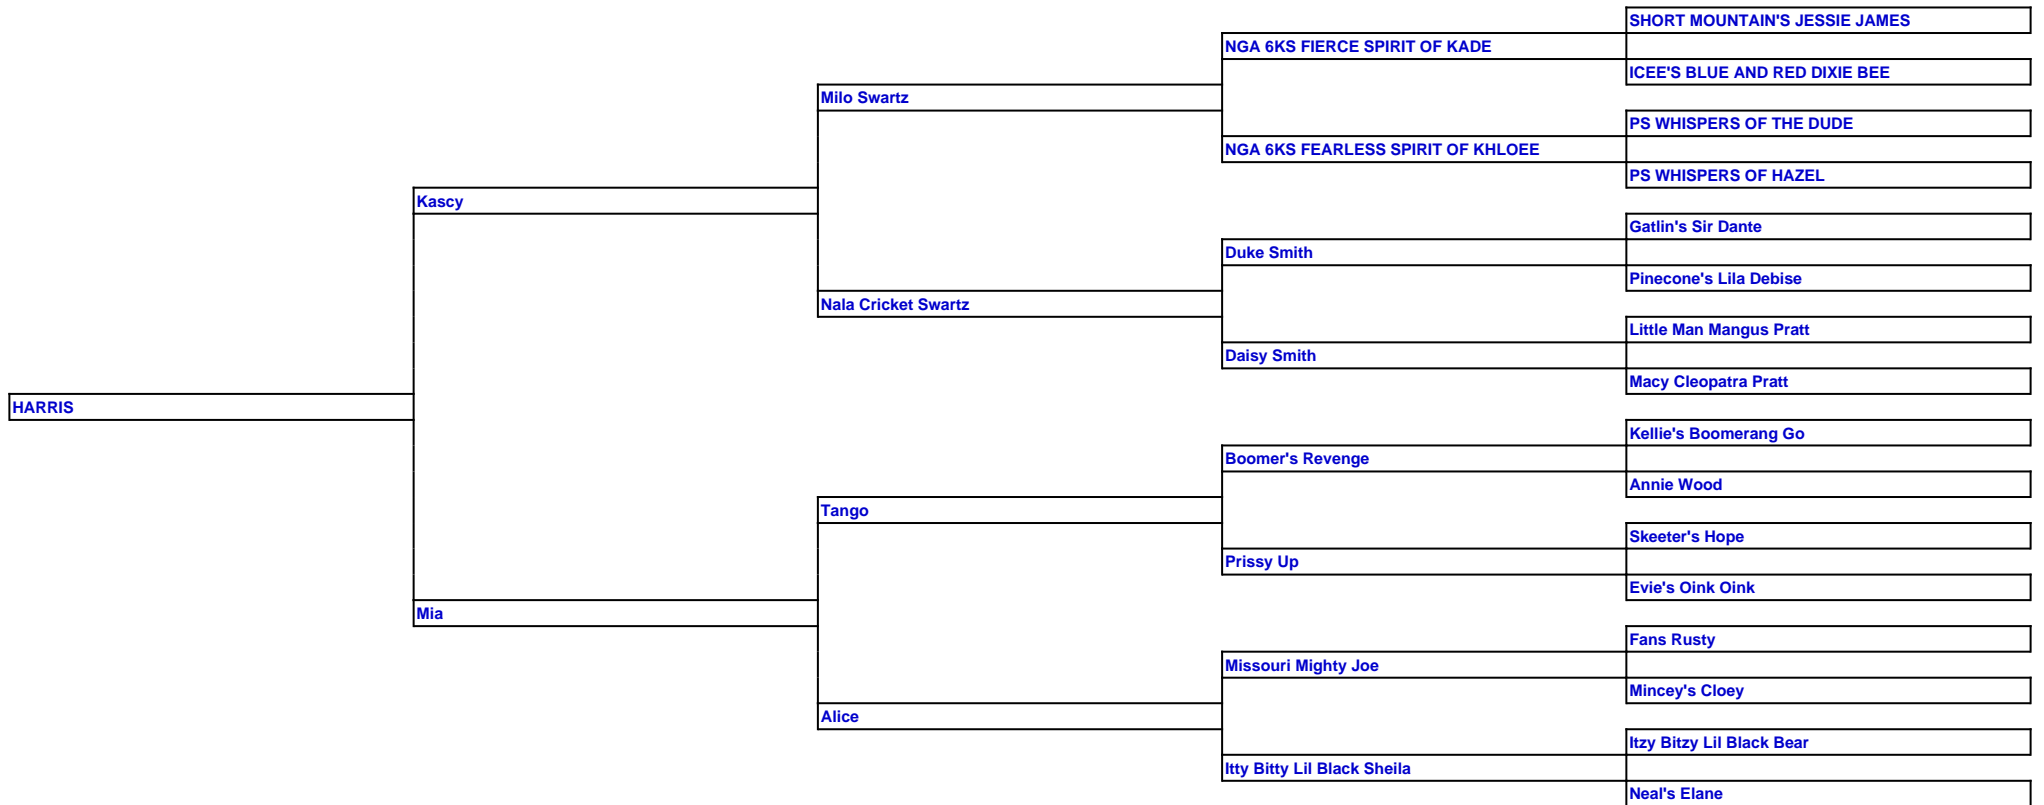 SHORT MOUNTAIN'S JESSIE JAMES
NGA 6KS FIERCE SPIRIT OF KADE
ICEE'S BLUE AND RED DIXIE BEE
Milo Swartz
PS WHISPERS OF THE DUDE
NGA 6KS FEARLESS SPIRIT OF KHLOEE
PS WHISPERS OF HAZEL
Kascy
Gatlin's Sir Dante
Duke Smith
Pinecone's Lila Debise
Nala Cricket Swartz
Little Man Mangus Pratt
Daisy Smith
Macy Cleopatra Pratt
HARRIS
Kellie's Boomerang Go
Boomer's Revenge
Annie Wood
Tango
Skeeter's Hope
Prissy Up
Evie's Oink Oink
Mia
Fans Rusty
Missouri Mighty Joe
Mincey's Cloey
Alice
Itzy Bitzy Lil Black Bear
Itty Bitty Lil Black Sheila
Neal's Elane